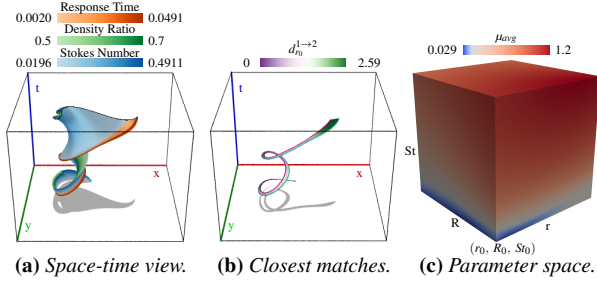 Response Time
0.0020 0.0491
Density Ratio
0.5 0.7
Stokes Number
0.0196 0.4911
t
x
y
(a) Space-time view.
d_{r_0}^{1→2}
0 2.59
t
x
y
(b) Closest matches.
μ_{avg}
0.029 1.2
St
R
r
(r_0, R_0, St_0)
(c) Parameter space.